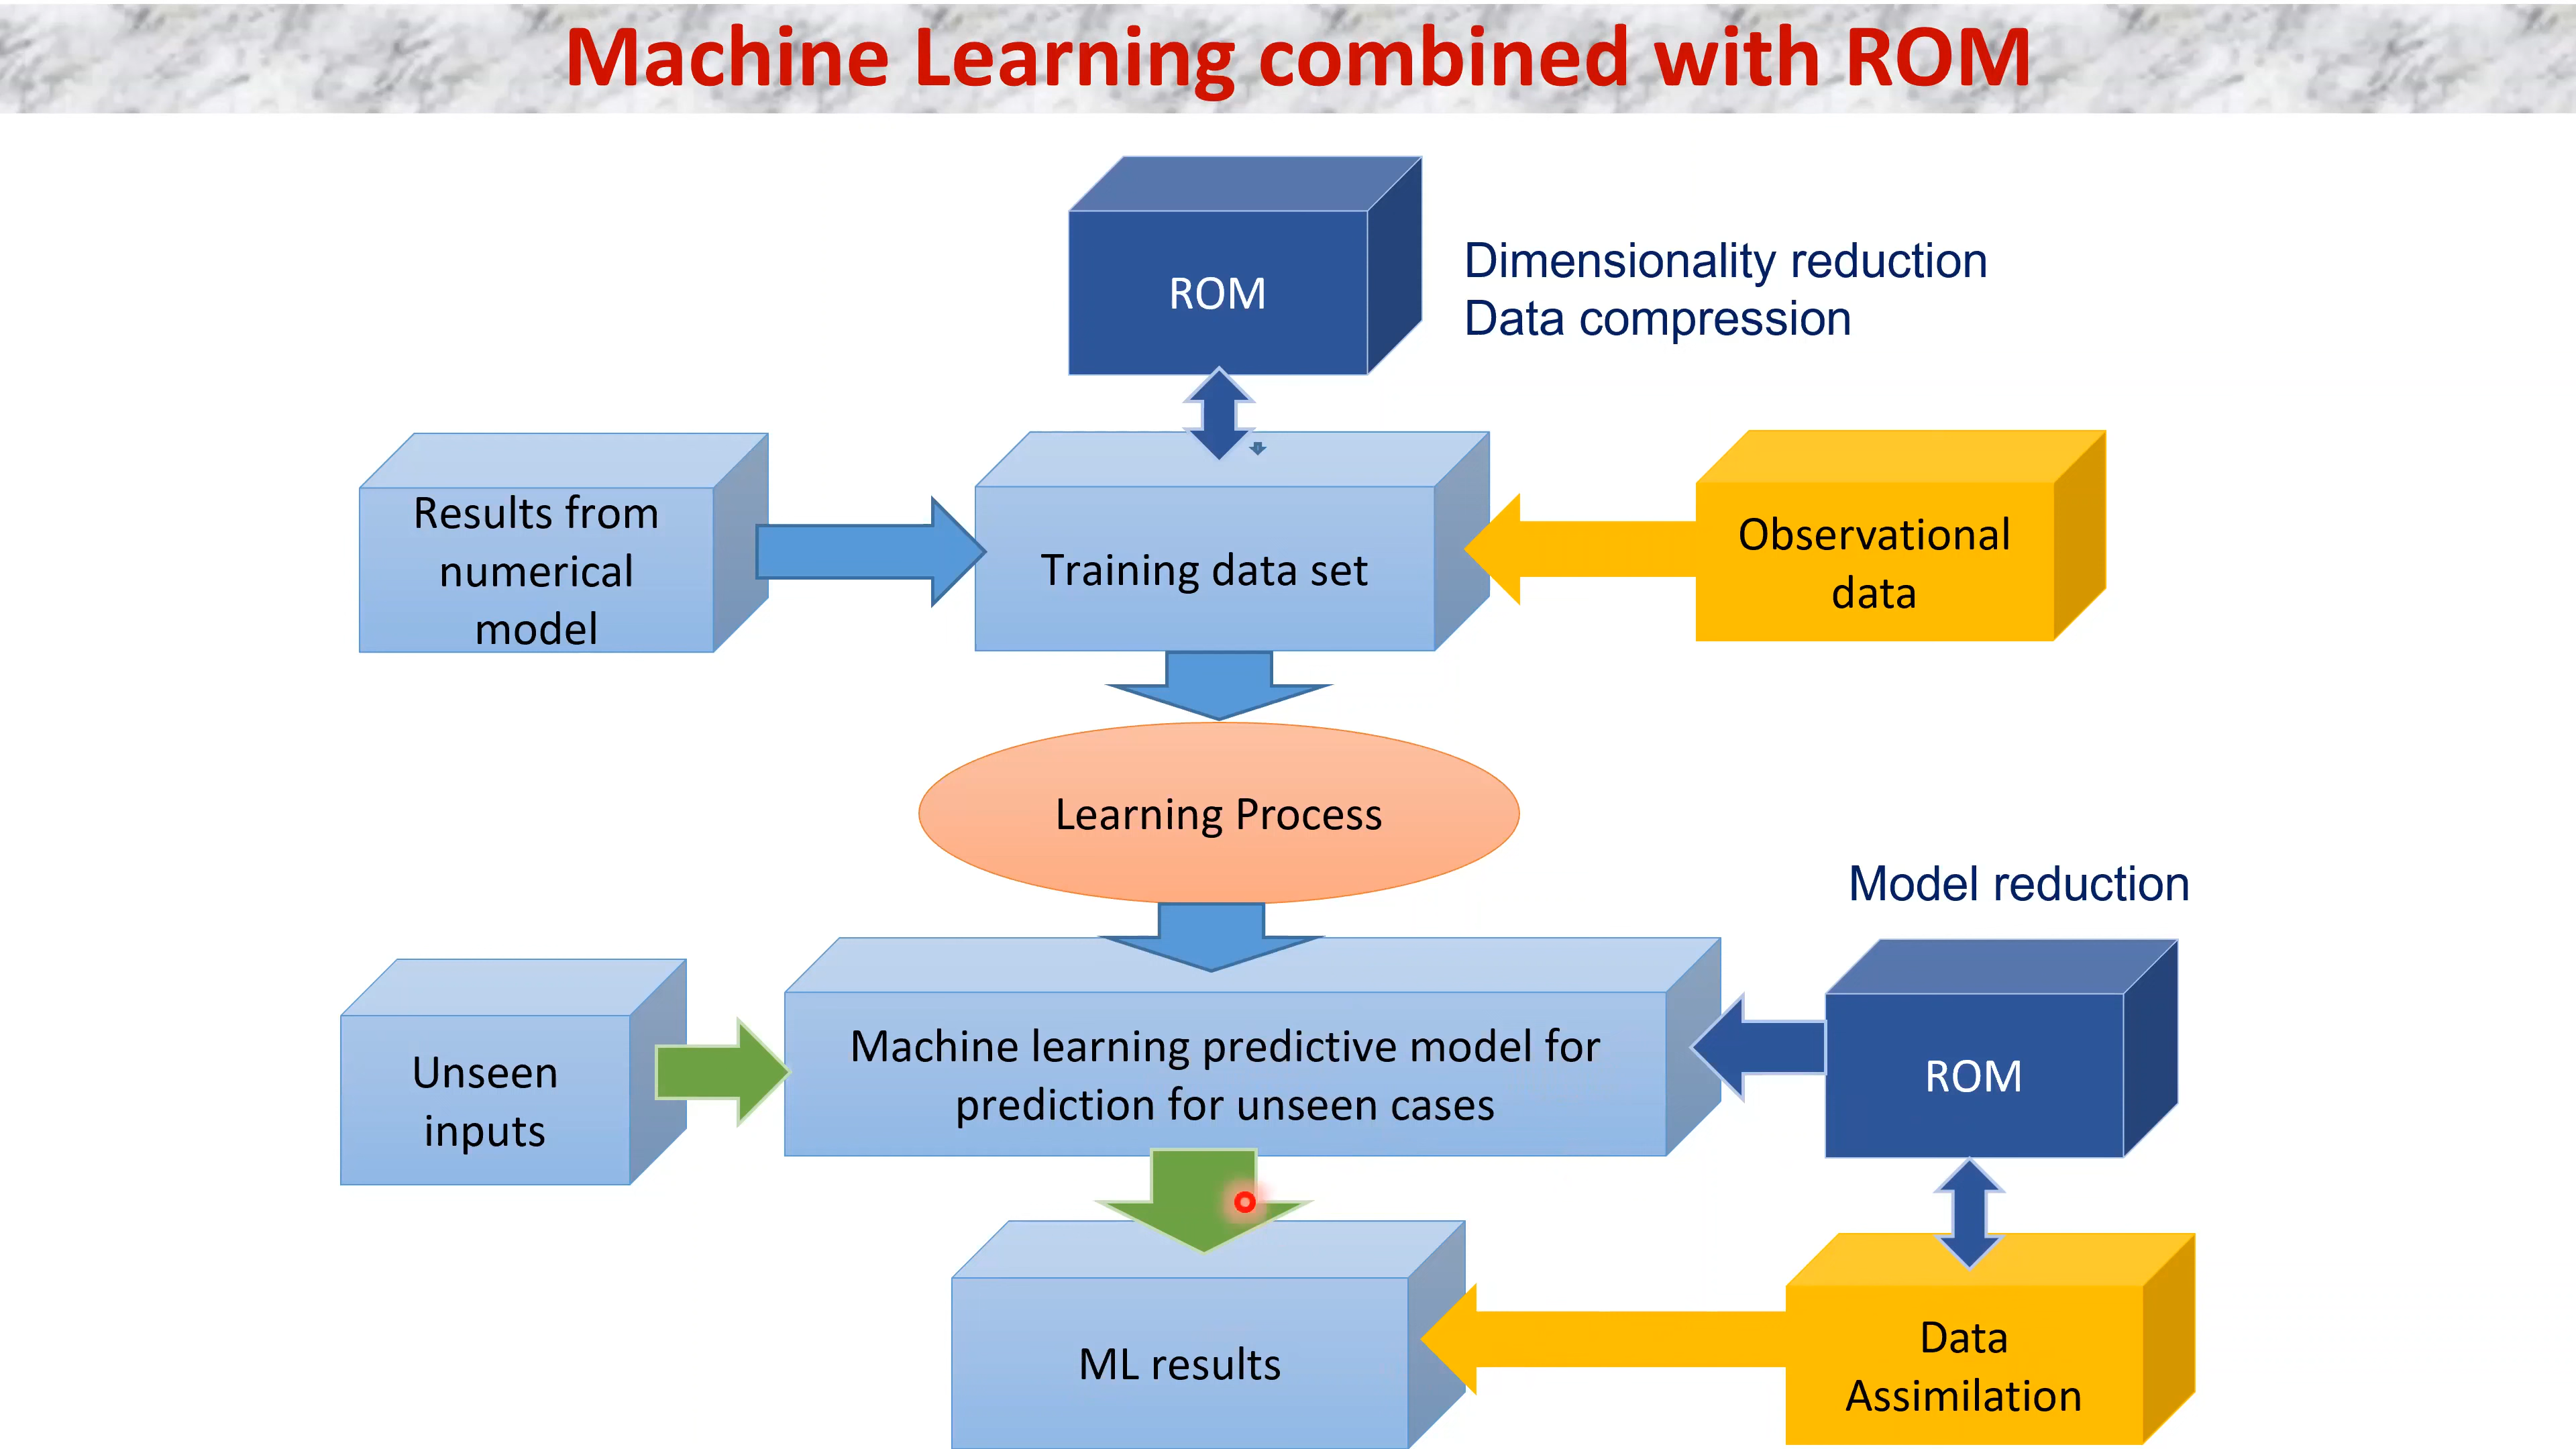 Machine Learning combined with ROM
ROM
Dimensionality reduction
Data compression
Results from
numerical
model
Training data set
Observational
data
Learning Process
Model reduction
Unseen
inputs
Machine learning predictive model for
prediction for unseen cases
ROM
ML results
Data
Assimilation